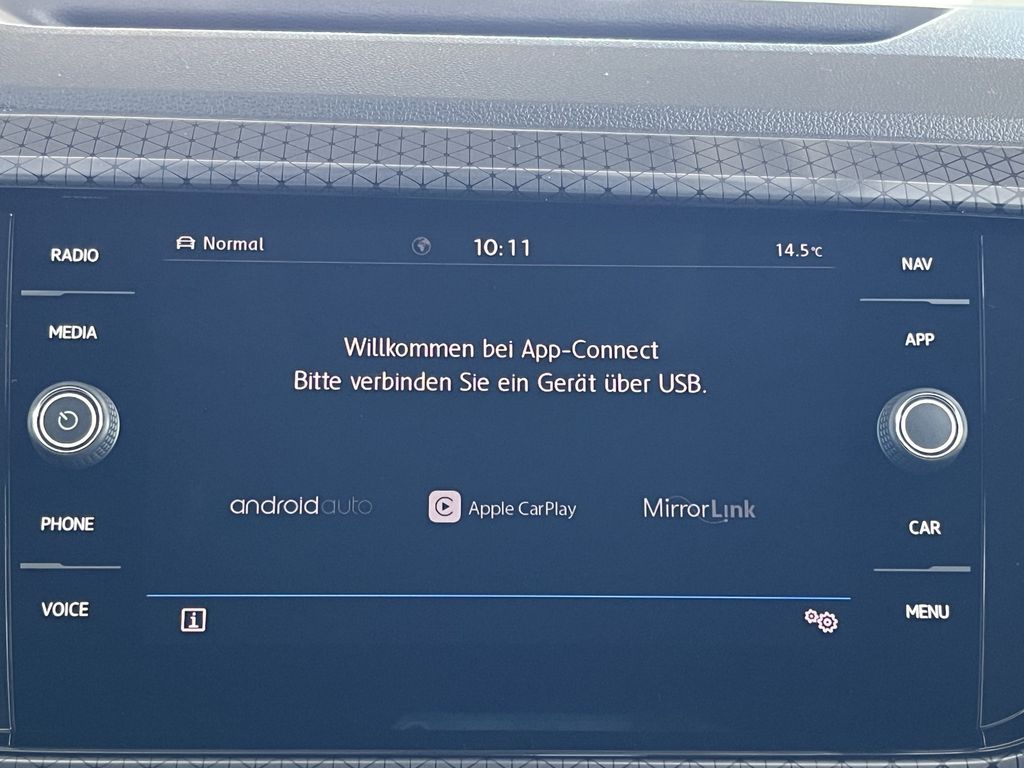 RADIO
Normal
10:11
14.5°C
NAV
MEDIA
APP
Willkommen bei App-Connect
Bitte verbinden Sie ein Gerät über USB.
androidauto
Apple CarPlay
MirrorLink
PHONE
CAR
VOICE
i
MENU